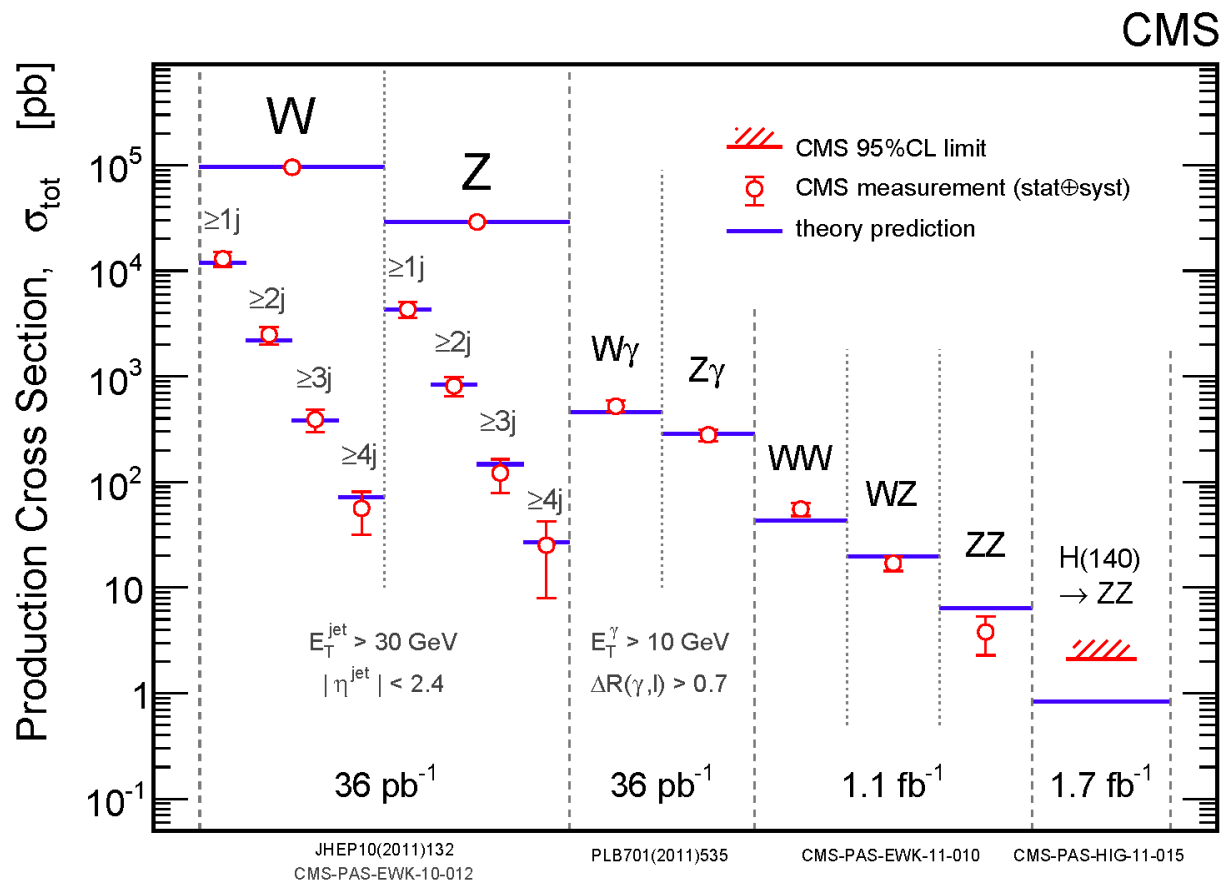 CMS
Production Cross Section, σ_tot [pb]
10^5
10^4
10^3
10^2
10
1
10^-1
W
≥1j
≥2j
≥3j
≥4j
Z
≥1j
≥2j
≥3j
≥4j
Wγ
Zγ
WW
WZ
ZZ
H(140)
→ ZZ
CMS 95%CL limit
CMS measurement (stat⊕syst)
theory prediction
E_T^jet > 30 GeV
| η^jet | < 2.4
E_T^γ > 10 GeV
ΔR(γ,l) > 0.7
36 pb^-1
36 pb^-1
1.1 fb^-1
1.7 fb^-1
JHEP10(2011)132
CMS-PAS-EWK-10-012
PLB701(2011)535
CMS-PAS-EWK-11-010
CMS-PAS-HIG-11-015